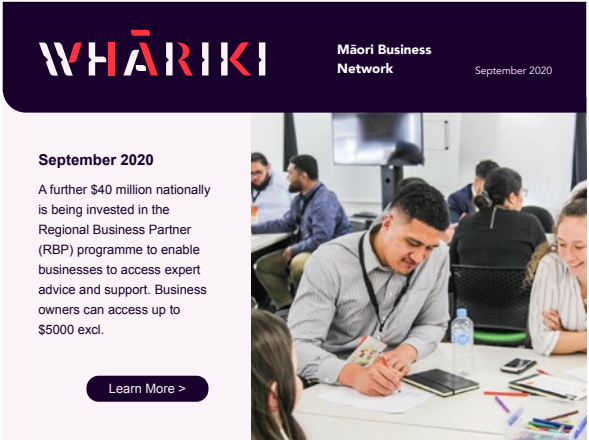 WHĀRIKI
Māori Business
Network
September 2020
September 2020
A further $40 million nationally
is being invested in the
Regional Business Partner
(RBP) programme to enable
businesses to access expert
advice and support. Business
owners can access up to
$5000 excl.
Learn More >